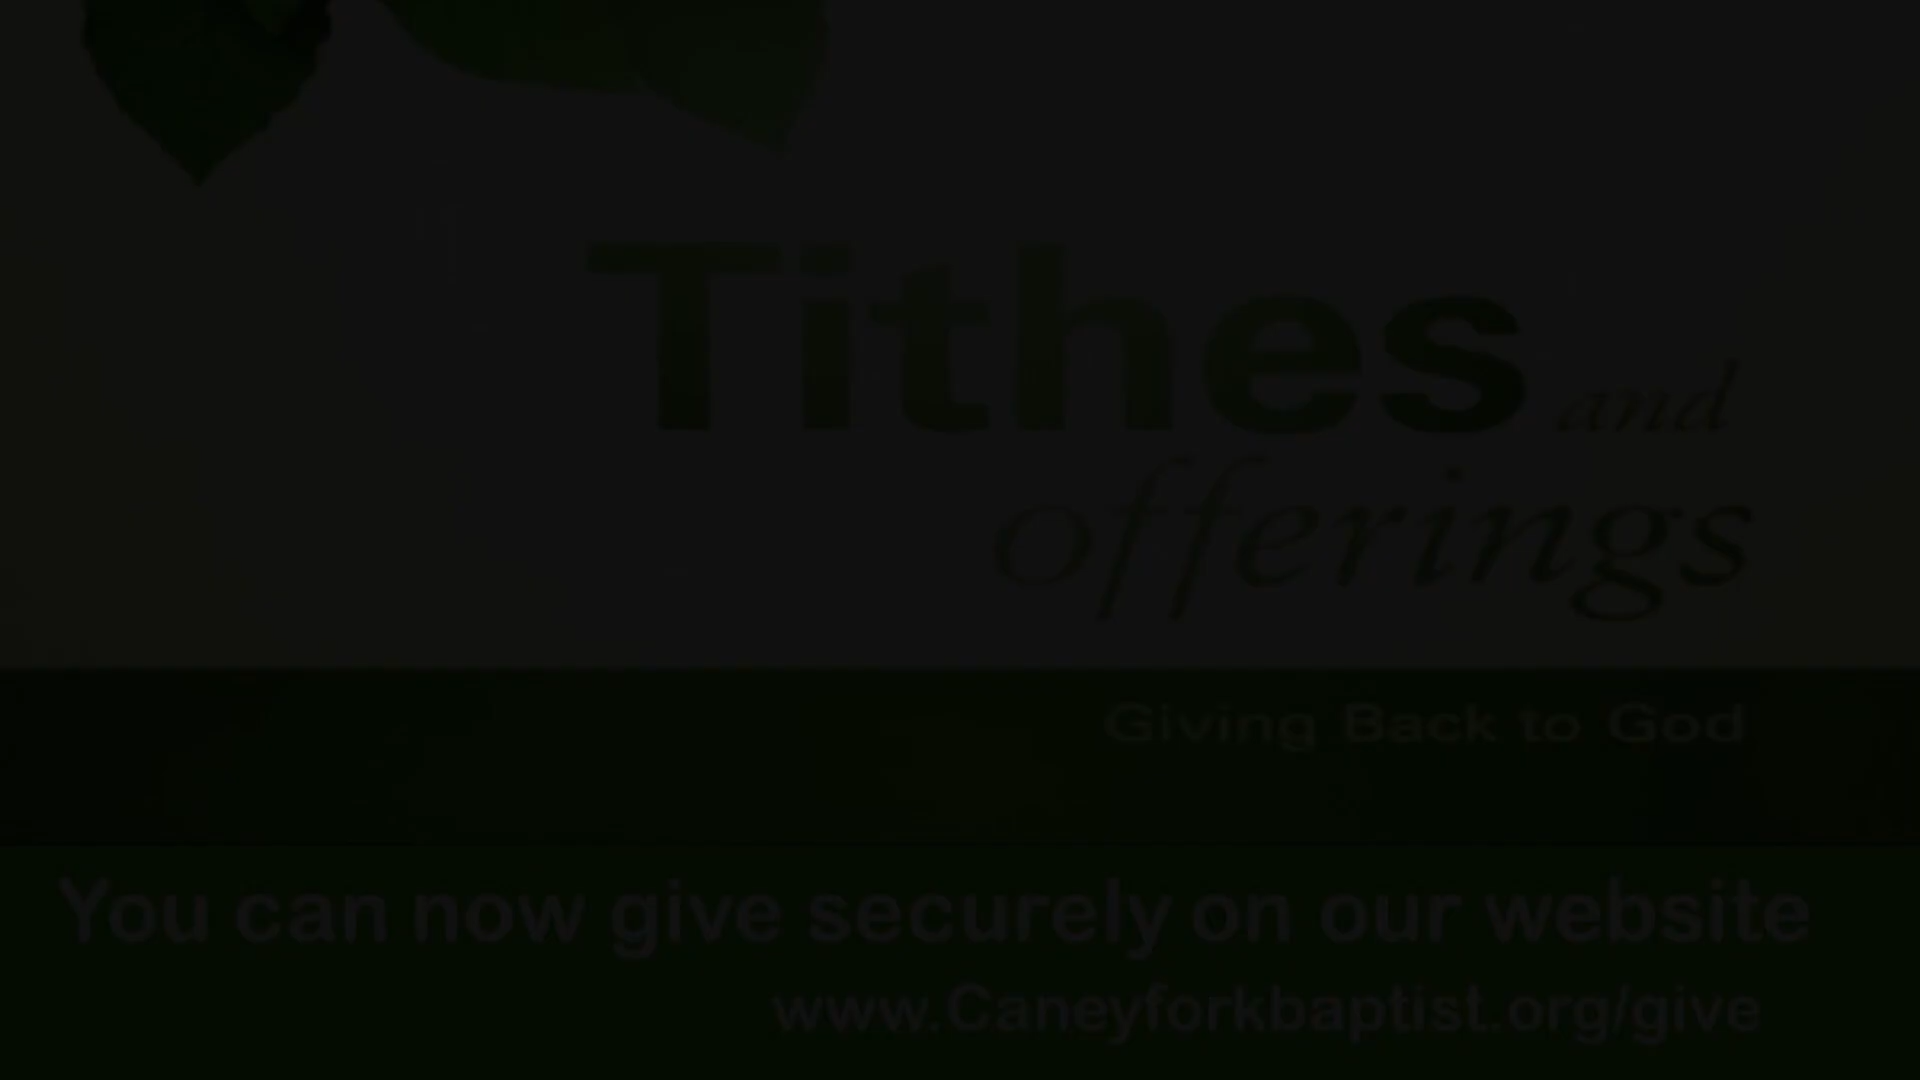 Tithes and
offerings
Giving Back to God
You can now give securely on our website
www.Caneyforkbaptist.org/give